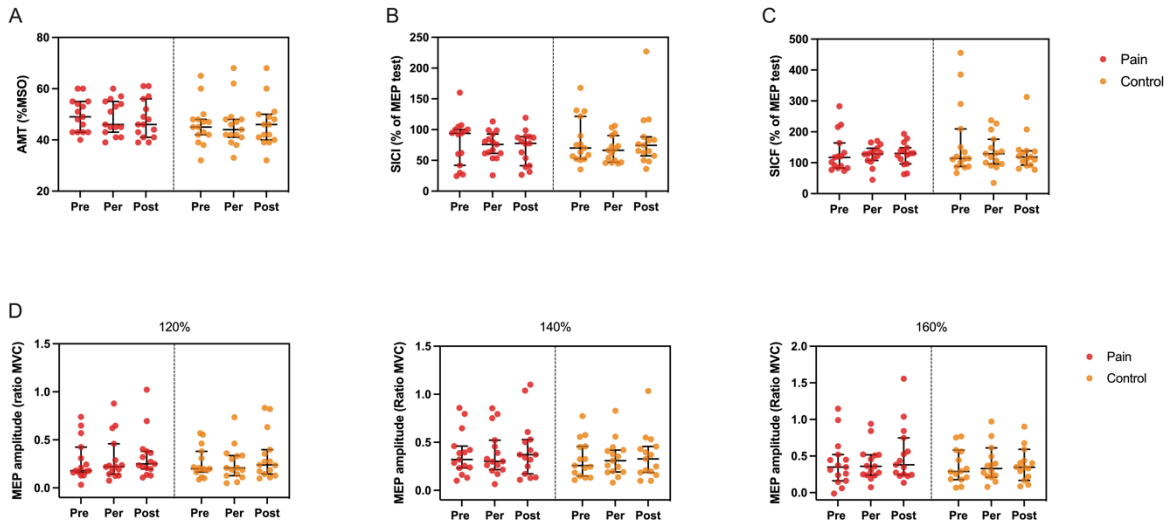 A
B
C
80
60
40
20
AMT (%MSO)
Pre Per Post Pre Per Post
250
200
150
100
50
0
SICI (% of MEP test)
Pre Per Post Pre Per Post
500
400
300
200
100
0
SICF (% of MEP test)
Pre Per Post Pre Per Post
Pain
Control
D
120%
1.5
1.0
0.5
0.0
MEP amplitude (ratio MVC)
Pre Per Post Pre Per Post
140%
1.5
1.0
0.5
0.0
MEP amplitude (Ratio MVC)
Pre Per Post Pre Per Post
160%
2.0
1.5
1.0
0.5
0.0
MEP amplitude (Ratio MVC)
Pre Per Post Pre Per Post
Pain
Control